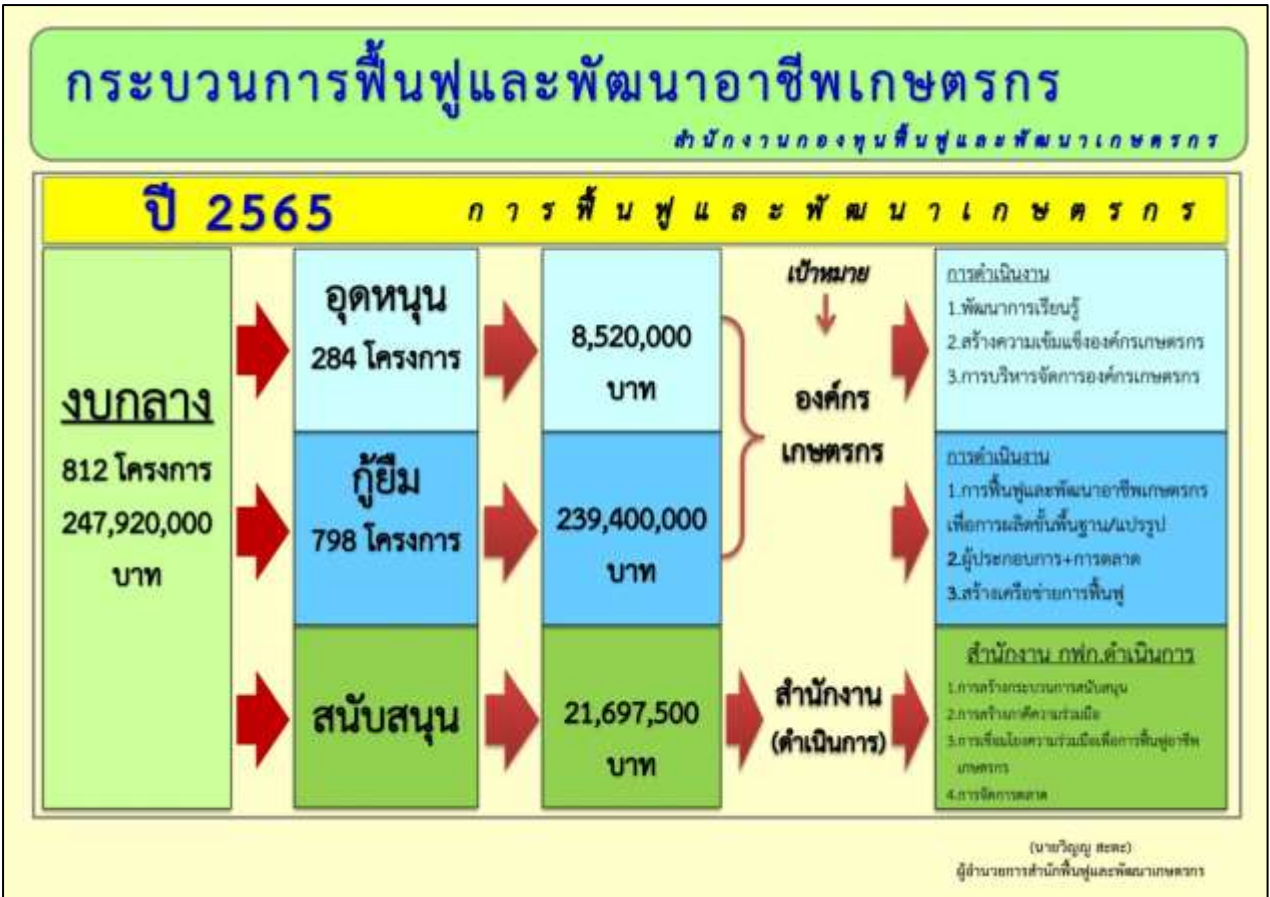 กระบวนการฟื้นฟูและพัฒนาอาชีพเกษตรกร
สำนักงานกองทุนฟื้นฟูและพัฒนาเกษตรกร
ปี 2565 การฟื้นฟูและพัฒนาเกษตรกร
งบกลาง
812 โครงการ
247,920,000
บาท
อุดหนุน
284 โครงการ
8,520,000
บาท
เป้าหมาย
องค์กร
เกษตรกร
การดำเนินงาน
1.พัฒนาการเรียนรู้
2.สร้างความเข้มแข็งองค์กรเกษตรกร
3.การบริหารจัดการองค์กรเกษตรกร
กู้ยืม
798 โครงการ
239,400,000
บาท
การดำเนินงาน
1.การฟื้นฟูและพัฒนาอาชีพเกษตรกร
เพื่อการผลิตขั้นพื้นฐาน/แปรรูป
2.ผู้ประกอบการ+การตลาด
3.สร้างเครือข่ายการฟื้นฟู
สนับสนุน
21,697,500
บาท
สำนักงาน
(ดำเนินการ)
สำนักงาน กฟก.ดำเนินการ
1.การสร้างกระบวนการสนับสนุน
2.การสร้างภาคีความร่วมมือ
3.การเชื่อมโยงความร่วมมือเพื่อการฟื้นฟูอาชีพ
เกษตรกร
4.การจัดการตลาด
(นายวิญญู สะตะ)
ผู้อำนวยการสำนักฟื้นฟูและพัฒนาเกษตรกร